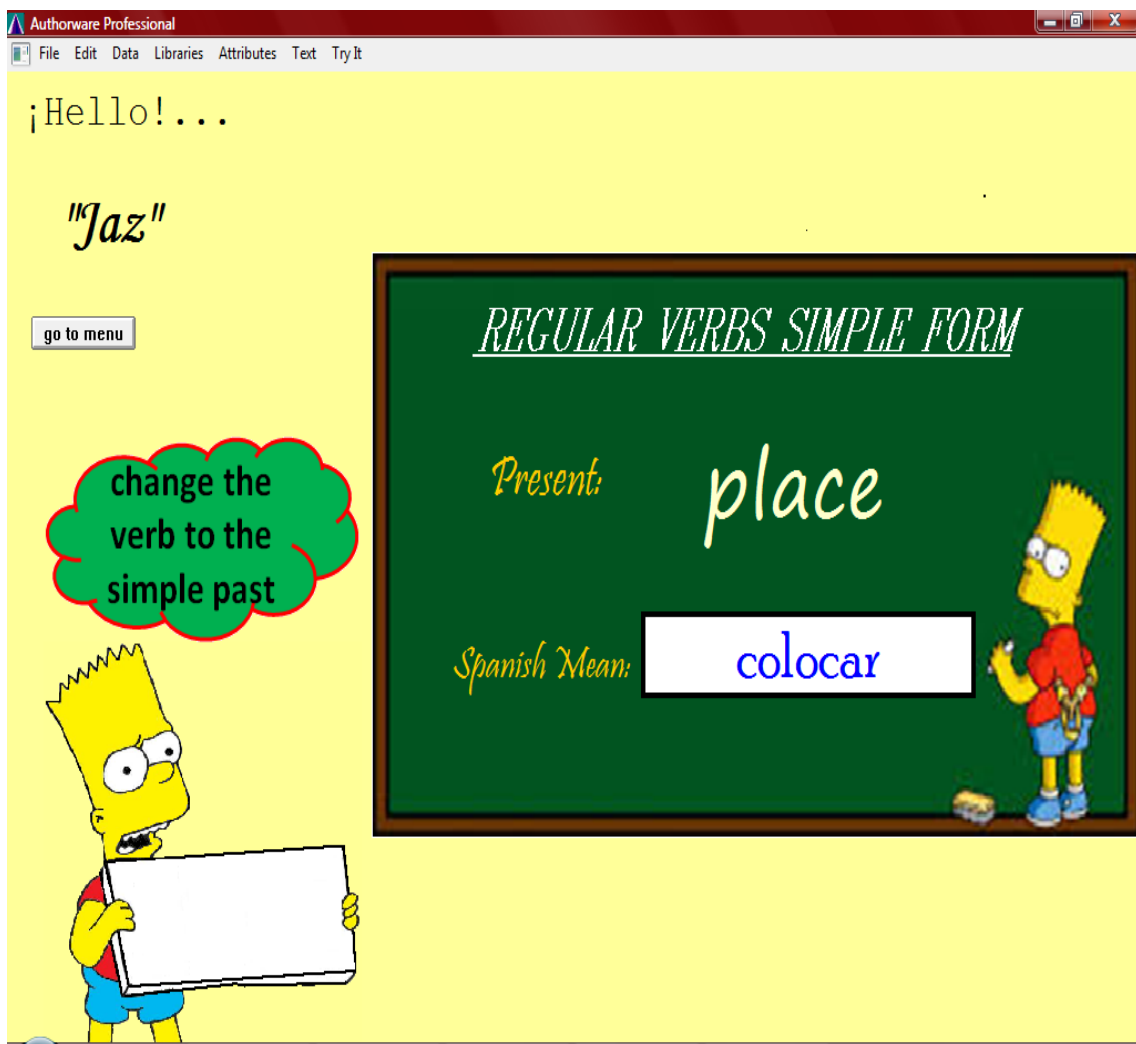 Authorware Professional
File Edit Data Libraries Attributes Text Try It
¡Hello!...
"Jaz"
go to menu
REGULAR VERBS SIMPLE FORM
Present: place
Spanish Mean: colocar
change the
verb to the
simple past